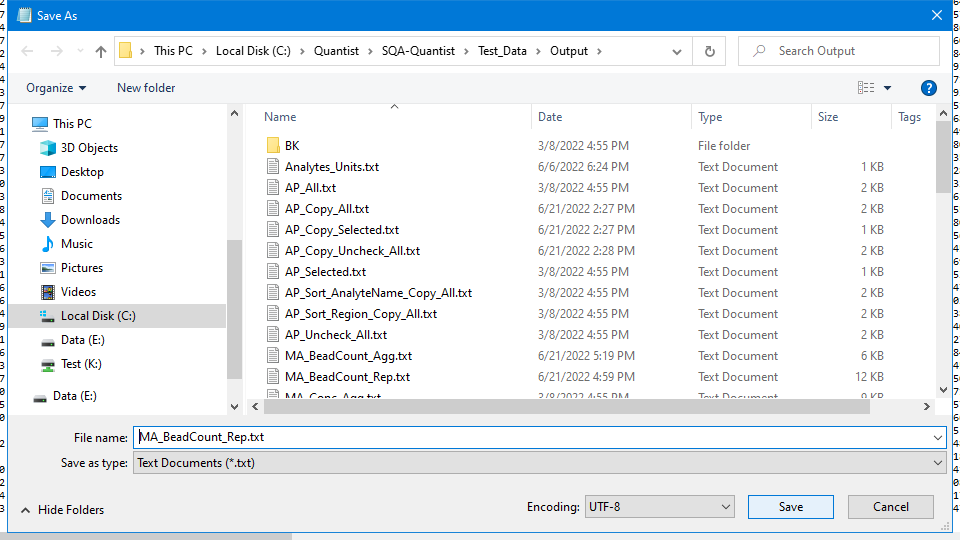 Save As
This PC > Local Disk (C:) > Quantist > SQA-Quantist > Test_Data > Output >
Search Output
Organize
New folder
This PC
3D Objects
Desktop
Documents
Downloads
Music
Pictures
Videos
Local Disk (C:)
Data (E:)
Test (K:)
Data (E:)
Name Date Type Size Tags
BK 3/8/2022 4:55 PM File folder
Analytes_Units.txt 6/6/2022 6:24 PM Text Document 1 KB
AP_All.txt 3/8/2022 4:55 PM Text Document 2 KB
AP_Copy_All.txt 6/21/2022 2:27 PM Text Document 2 KB
AP_Copy_Selected.txt 6/21/2022 2:27 PM Text Document 1 KB
AP_Copy_Uncheck_All.txt 6/21/2022 2:28 PM Text Document 2 KB
AP_Selected.txt 3/8/2022 4:55 PM Text Document 1 KB
AP_Sort_AnalyteName_Copy_All.txt 3/8/2022 4:55 PM Text Document 2 KB
AP_Sort_Region_Copy_All.txt 3/8/2022 4:55 PM Text Document 2 KB
AP_Uncheck_All.txt 3/8/2022 4:55 PM Text Document 2 KB
MA_BeadCount_Agg.txt 6/21/2022 5:19 PM Text Document 6 KB
MA_BeadCount_Rep.txt 6/21/2022 4:59 PM Text Document 12 KB
MA_Conc_Agg.txt 3/8/2022 4:55 PM Text Document 9 KB
File name: MA_BeadCount_Rep.txt
Save as type: Text Documents (*.txt)
Hide Folders
Encoding: UTF-8
Save
Cancel